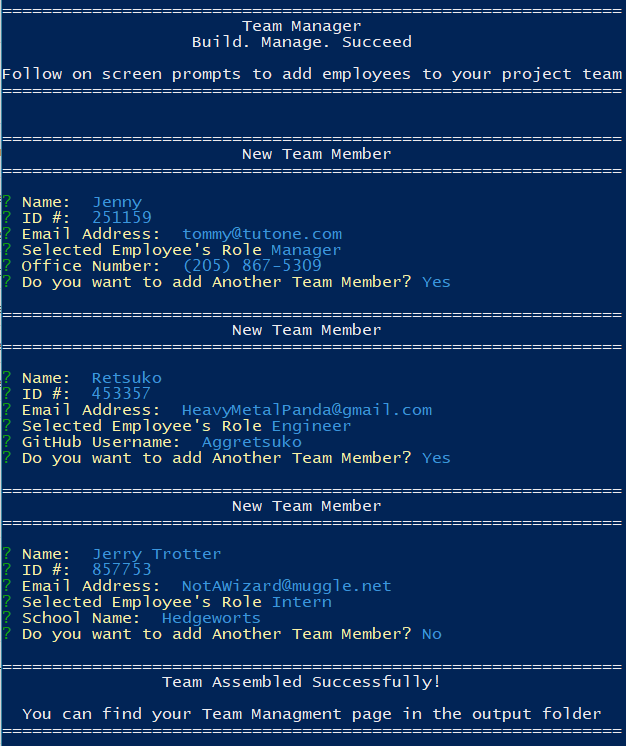 ==============================================================
Team Manager
Build. Manage. Succeed
Follow on screen prompts to add employees to your project team
==============================================================
==============================================================
New Team Member
==============================================================
? Name: Jenny
? ID #: 251159
? Email Address: tommy@tutone.com
? Selected Employee's Role Manager
? Office Number: (205) 867-5309
? Do you want to add Another Team Member? Yes
==============================================================
New Team Member
==============================================================
? Name: Retsuko
? ID #: 453357
? Email Address: HeavyMetalPanda@gmail.com
? Selected Employee's Role Engineer
? GitHub Username: Aggretsuko
? Do you want to add Another Team Member? Yes
==============================================================
New Team Member
==============================================================
? Name: Jerry Trotter
? ID #: 857753
? Email Address: NotAWizard@muggle.net
? Selected Employee's Role Intern
? School Name: Hedgeworts
? Do you want to add Another Team Member? No
==============================================================
Team Assembled Successfully!
You can find your Team Managment page in the output folder
==============================================================